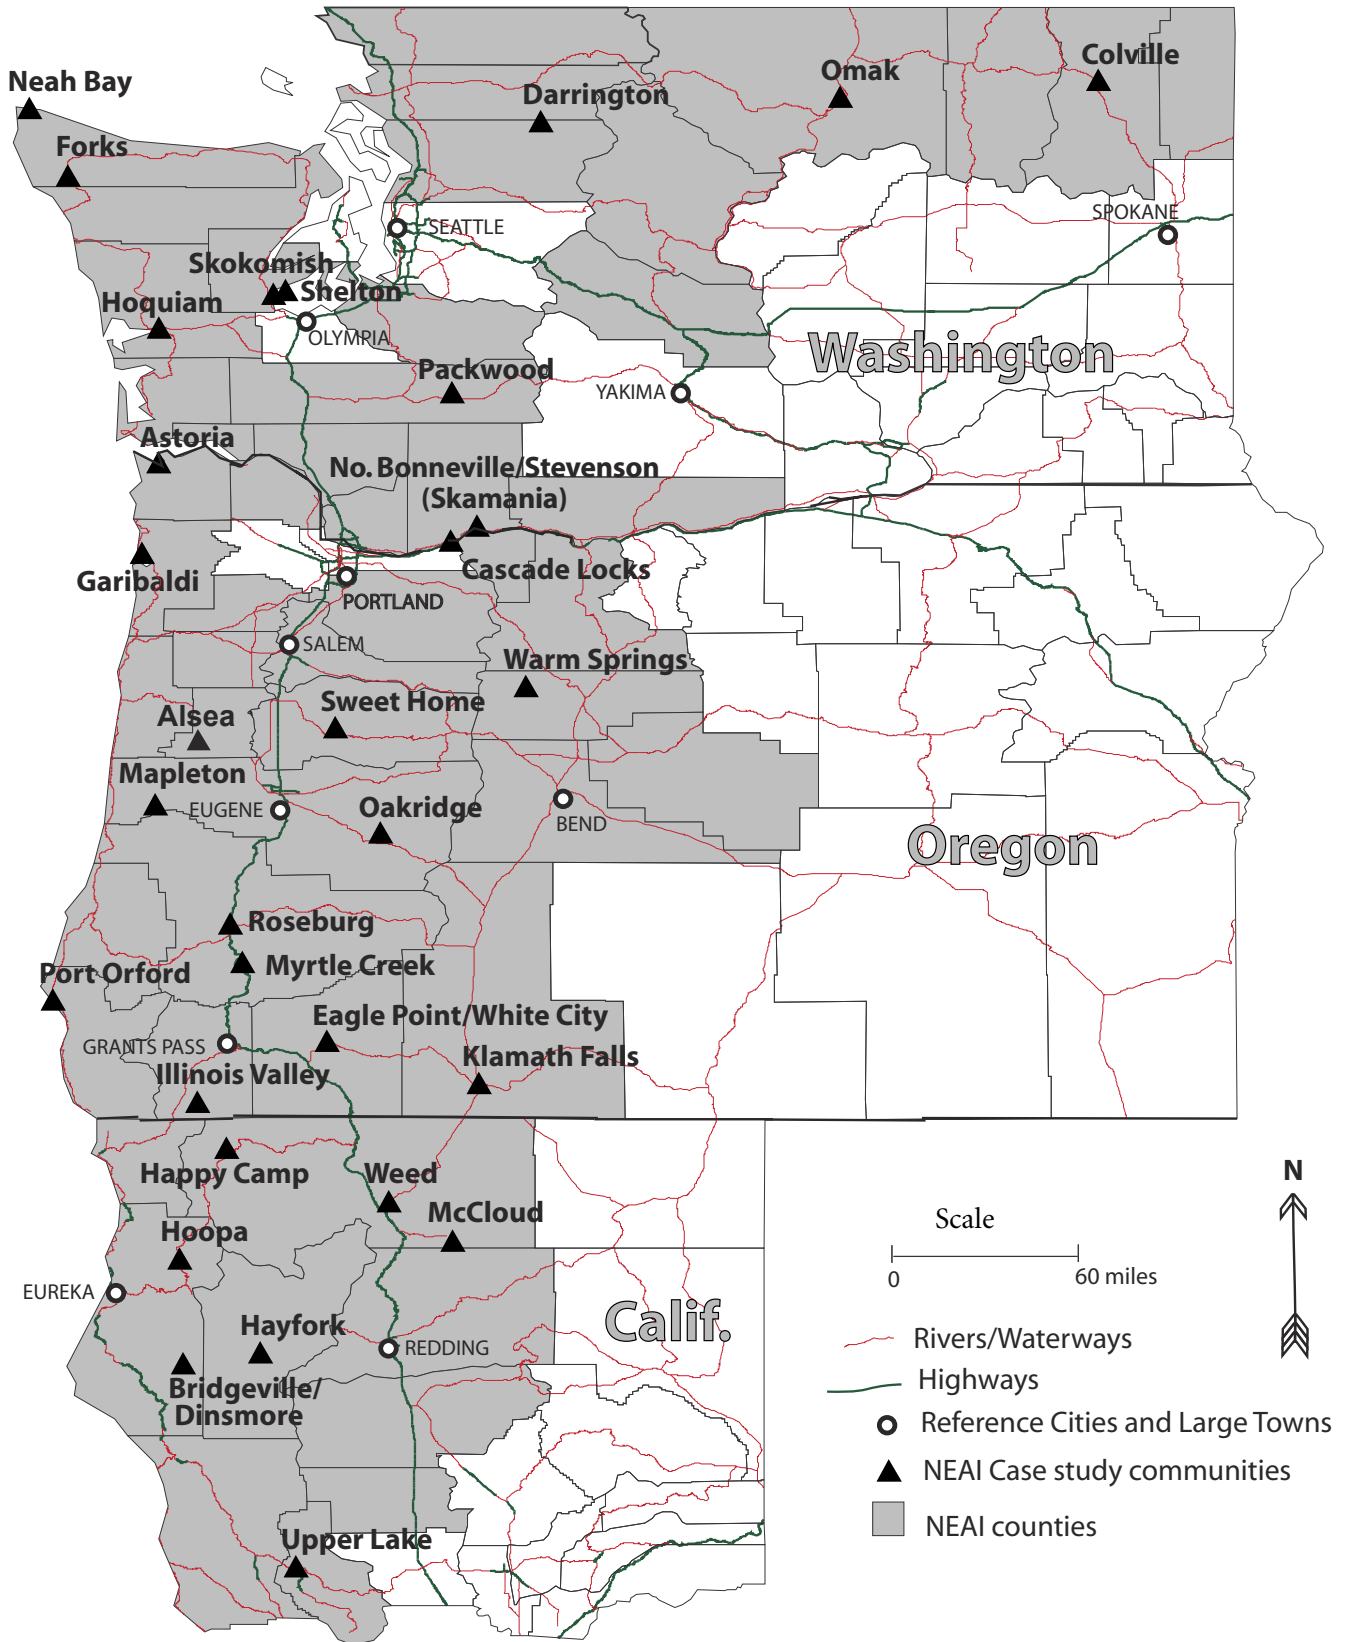 Neah Bay
Forks
Darrington
Omak
Colville
SEATTLE
SPOKANE
Skokomish
Shelton
Hoquiam
OLYMPIA
Washington
Packwood
YAKIMA
Astoria
No. Bonneville/Stevenson
(Skamania)
Garibaldi
Cascade Locks
PORTLAND
SALEM
Warm Springs
Sweet Home
Alsea
Mapleton
EUGENE
Oakridge
BEND
Oregon
Roseburg
Myrtle Creek
Port Orford
Eagle Point/White City
GRANTS PASS
Klamath Falls
Illinois Valley
Happy Camp
Weed
McCloud
Hoopa
EUREKA
Calif.
Hayfork
REDDING
Bridgeville/
Dinsmore
Upper Lake
N
Scale
0
60 miles
Rivers/Waterways
Highways
Reference Cities and Large Towns
NEAI Case study communities
NEAI counties